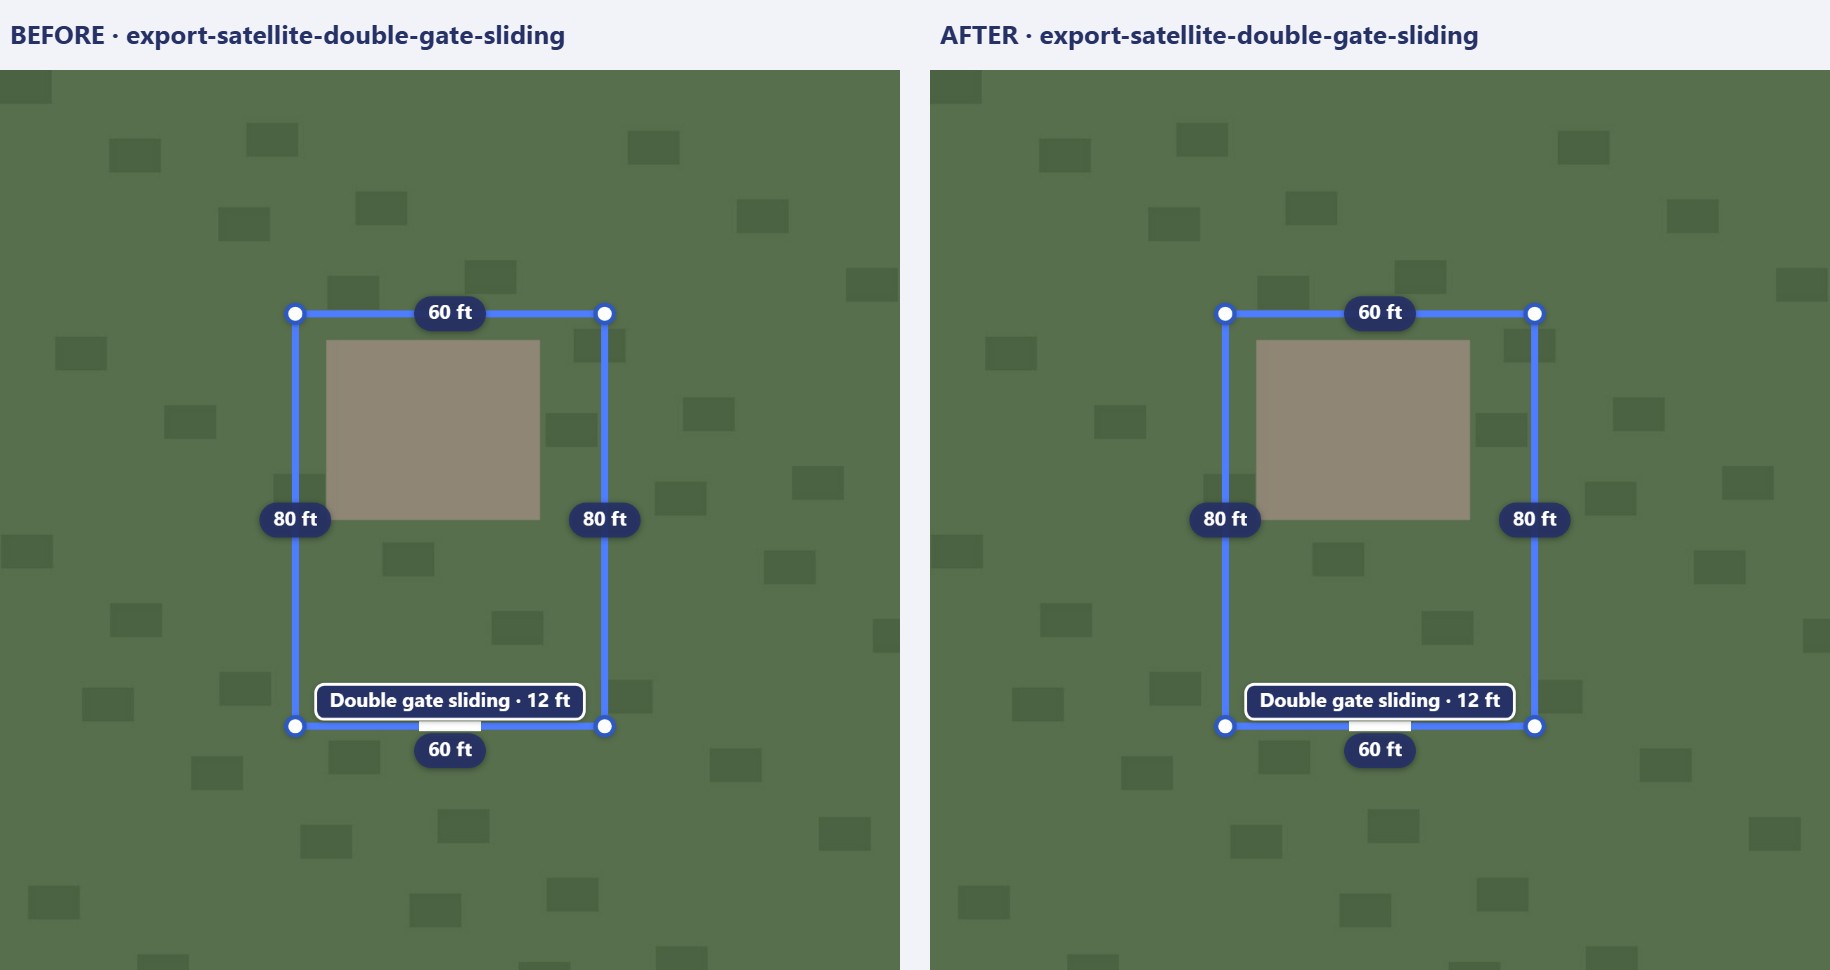 BEFORE · export-satellite-double-gate-sliding
60 ft
80 ft
80 ft
Double gate sliding · 12 ft
60 ft
AFTER · export-satellite-double-gate-sliding
60 ft
80 ft
80 ft
Double gate sliding · 12 ft
60 ft